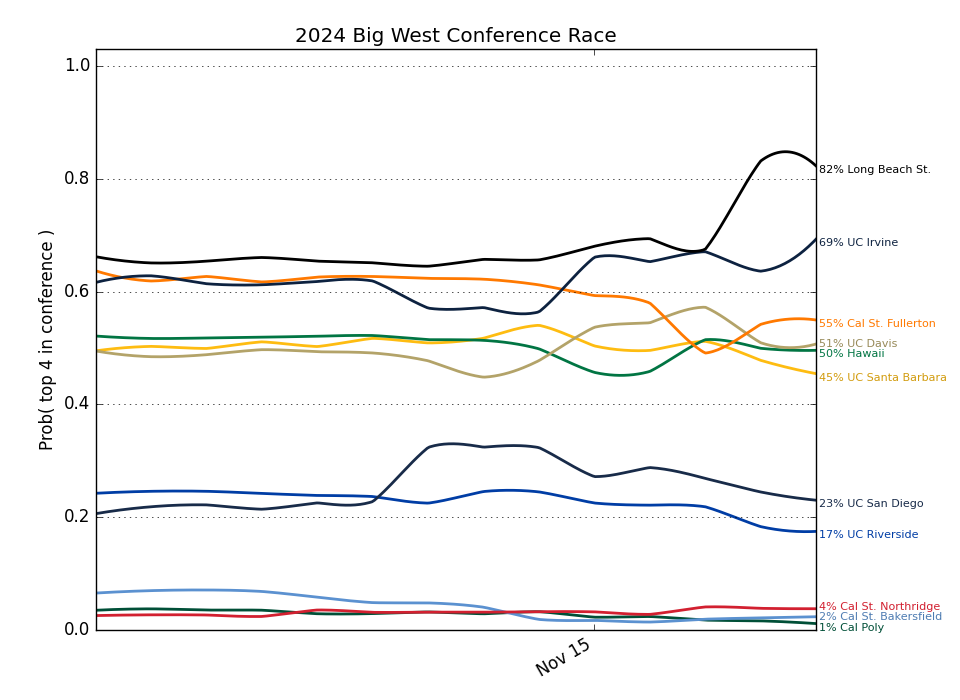 2024 Big West Conference Race
Prob( top 4 in conference )
1.0
0.8
0.6
0.4
0.2
0.0
82% Long Beach St.
69% UC Irvine
55% Cal St. Fullerton
51% UC Davis
50% Hawaii
45% UC Santa Barbara
23% UC San Diego
17% UC Riverside
4% Cal St. Northridge
2% Cal St. Bakersfield
1% Cal Poly
Nov 15